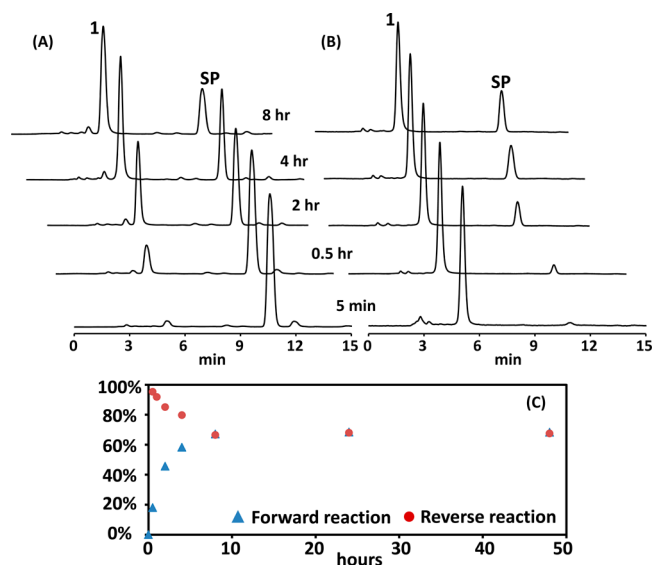 (A)
1
SP
(B)
1
SP
8 hr
4 hr
2 hr
0.5 hr
5 min
0 3 6 9 12 15
min
0 3 6 9 12 15
min
100%
80%
60%
40%
20%
0%
(C)
Forward reaction
Reverse reaction
0 10 20 30 40 50
hours